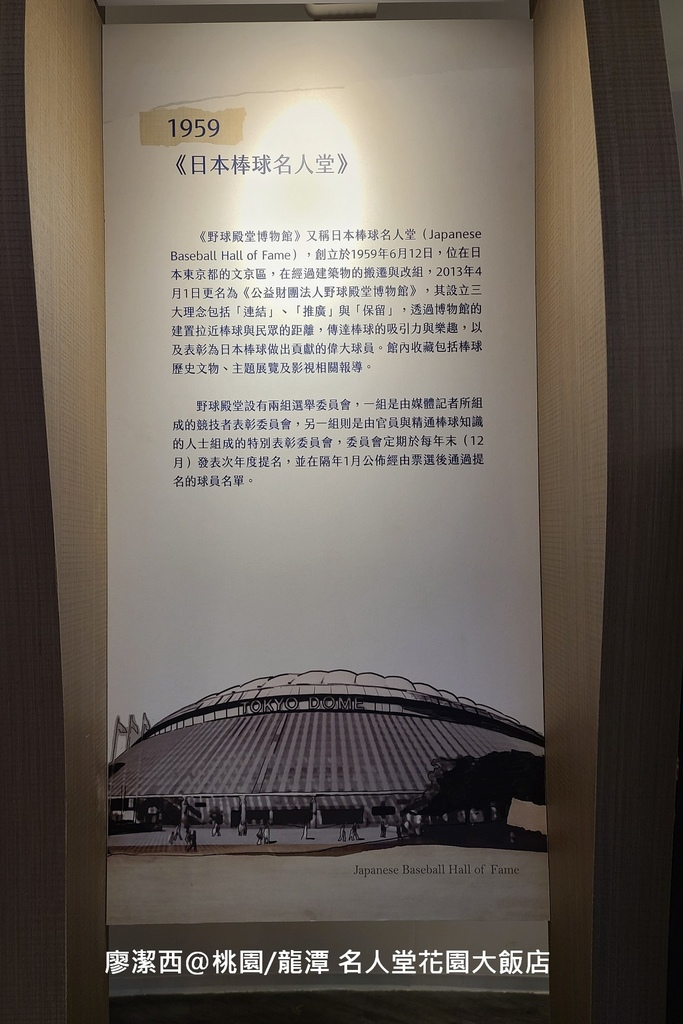 1959
《日本棒球名人堂》
《野球殿堂博物館》又稱日本棒球名人堂（Japanese
Baseball Hall of Fame），創立於1959年6月12日，位在日
本東京都的文京區，在經過建築物的搬遷與改組，2013年4
月1日更名為《公益財團法人野球殿堂博物館》，其設立三
大理念包括「連結」、「推廣」與「保留」，透過博物館的
建置拉近棒球與民眾的距離，傳達棒球的吸引力與樂趣，以
及表彰為日本棒球做出貢獻的偉大球員。館內收藏包括棒球
歷史文物、主題展覽及影視相關報導。
野球殿堂設有兩組選舉委員會，一組是由媒體記者所組
成的競技者表彰委員會，另一組則是由官員與精通棒球知識
的人士組成的特別表彰委員會，委員會定期於每年末（12
月）發表次年度提名，並在隔年1月公佈經由票選後通過提
名的球員名單。
TOKYO DOME
Japanese Baseball Hall of Fame
廖潔西@桃園/龍潭 名人堂花園大飯店